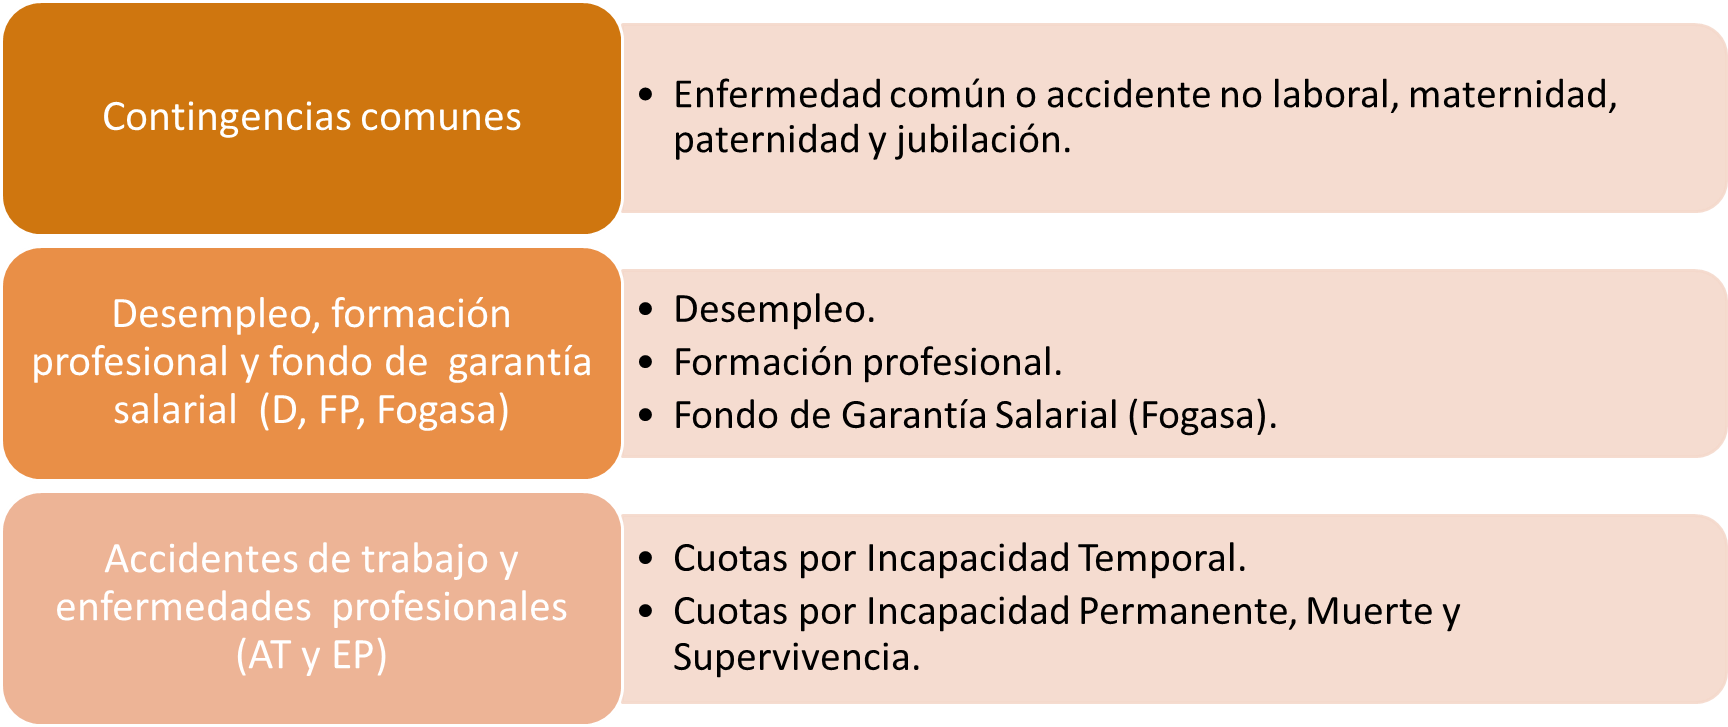 Contingencias comunes
• Enfermedad común o accidente no laboral, maternidad,
paternidad y jubilación.
Desempleo, formación
profesional y fondo de  garantía
salarial  (D, FP, Fogasa)
• Desempleo.
• Formación profesional.
• Fondo de Garantía Salarial (Fogasa).
Accidentes de trabajo y
enfermedades  profesionales
(AT y EP)
• Cuotas por Incapacidad Temporal.
• Cuotas por Incapacidad Permanente, Muerte y
Supervivencia.